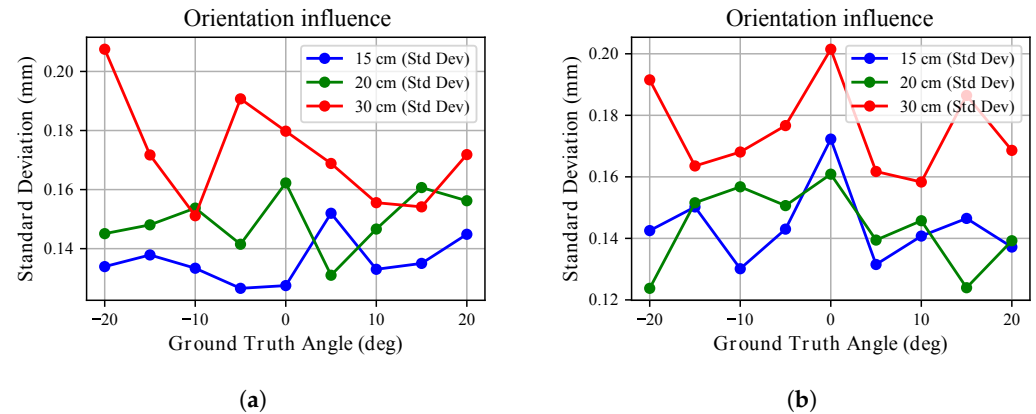 Orientation influence
15 cm (Std Dev)
20 cm (Std Dev)
30 cm (Std Dev)
0.20
0.18
0.16
0.14
Standard Deviation (mm)
−20
−10
0
10
20
Ground Truth Angle (deg)
(a)
Orientation influence
15 cm (Std Dev)
20 cm (Std Dev)
30 cm (Std Dev)
0.20
0.18
0.16
0.14
0.12
Standard Deviation (mm)
−20
−10
0
10
20
Ground Truth Angle (deg)
(b)